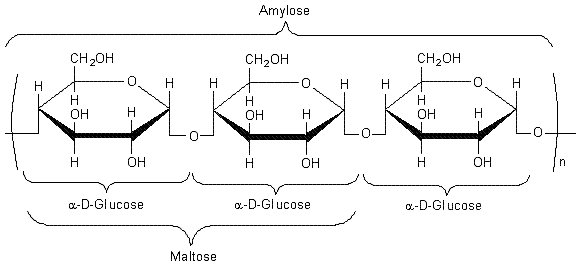 Amylose
CH2OH CH2OH CH2OH
O O O
H H H H H H
H H H
OH H OH H OH H
O O O
n
H OH H OH H OH
α-D-Glucose α-D-Glucose α-D-Glucose
Maltose